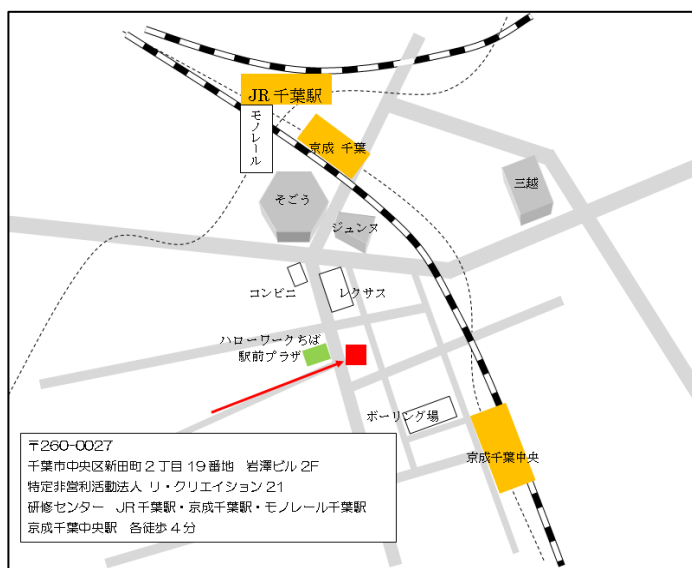 JR 千葉駅
モノレール
京成 千葉
三越
そごう
ジュンヌ
コンビニ
レクサス
ハローワークちば
駅前プラザ
ボーリング場
京成千葉中央
〒260-0027
千葉市中央区新田町２丁目 19 番地　岩澤ビル 2F
特定非営利活動法人 リ・クリエイション 21
研修センター　JR 千葉駅・京成千葉駅・モノレール千葉駅
京成千葉中央駅　各徒歩 4 分